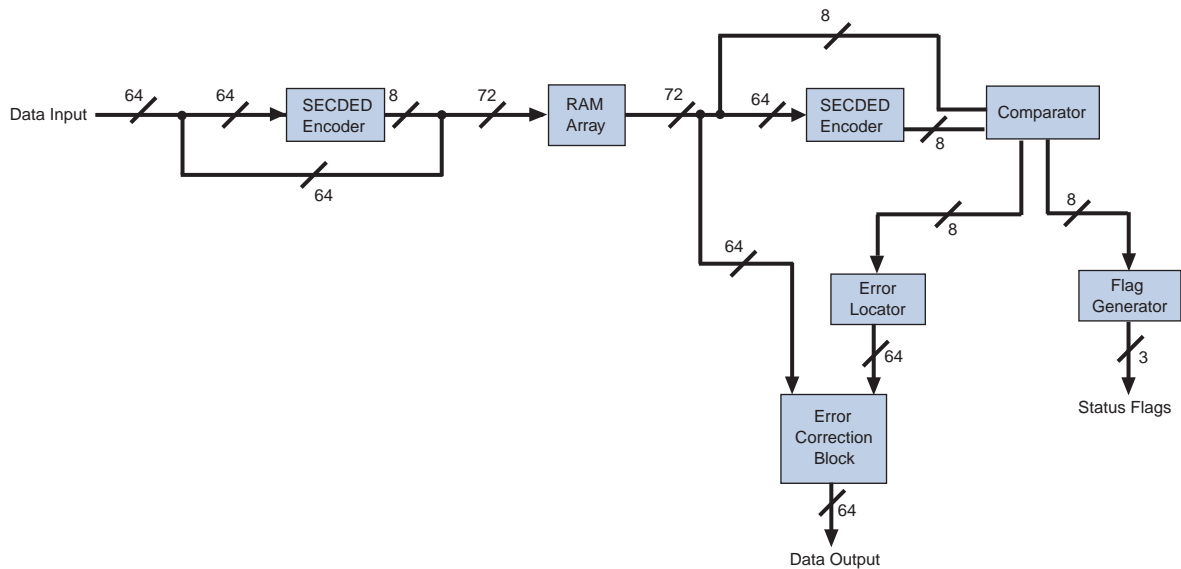 8
64
64
8
72
72
64
Data Input
SECDED
Encoder
RAM
Array
SECDED
Encoder
Comparator
8
64
8
8
64
Error
Locator
Flag
Generator
64
3
Status Flags
Error
Correction
Block
64
Data Output